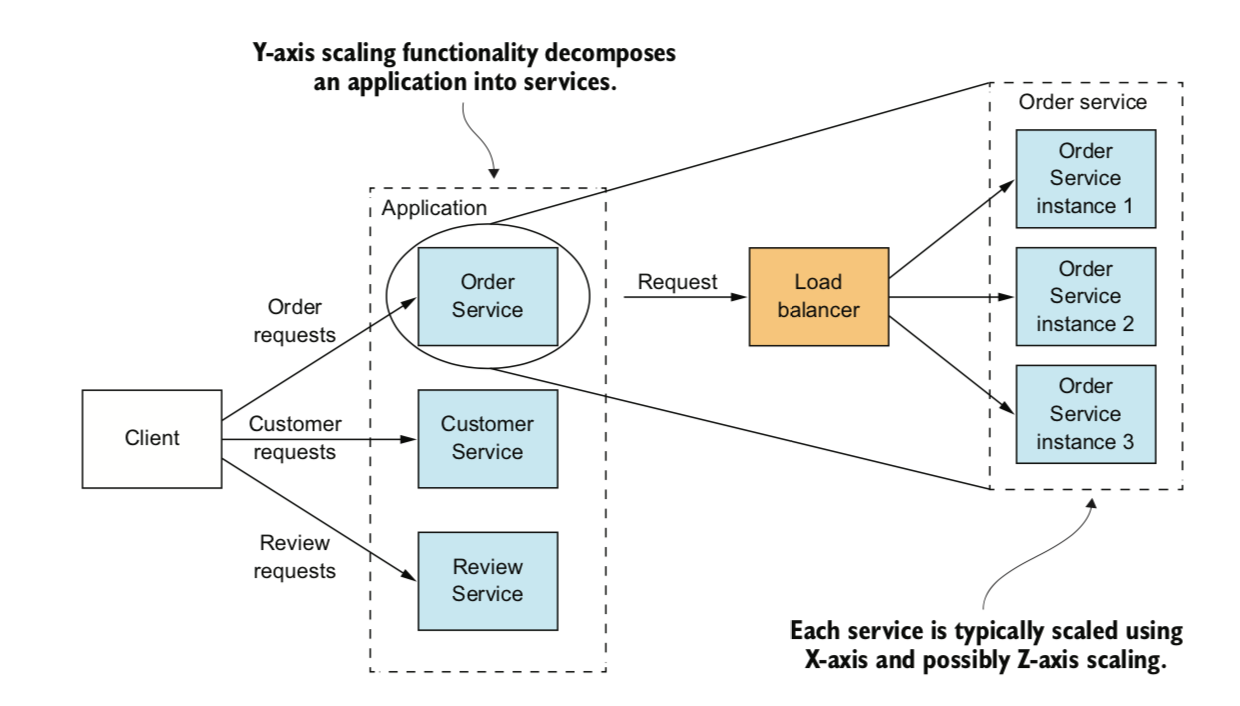 Y-axis scaling functionality decomposes
an application into services.
Order service
Order
Service
instance 1
Application
Order
Service
Request
Load
balancer
Order
Service
instance 2
Order
requests
Order
Service
instance 3
Client
Customer
requests
Customer
Service
Review
requests
Review
Service
Each service is typically scaled using
X-axis and possibly Z-axis scaling.